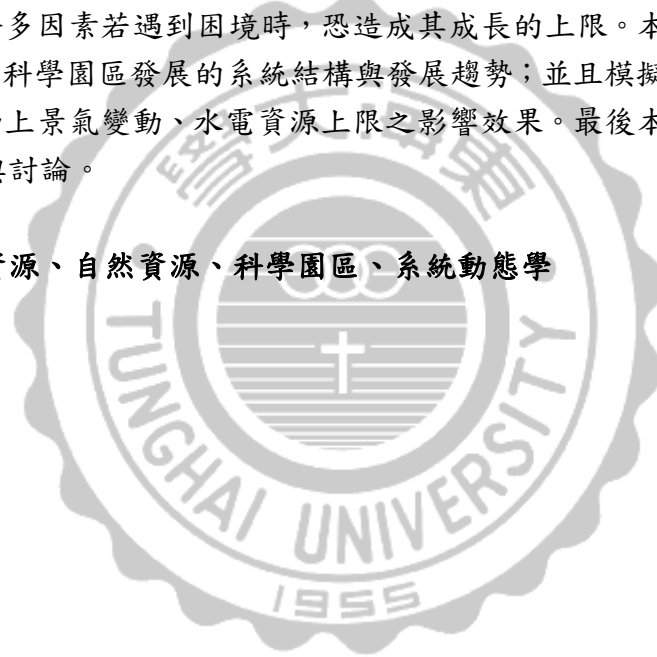 多因素若遇到困境時，恐造成其成長的上限。本
科學園區發展的系統結構與發展趨勢；並且模擬
上景氣變動、水電資源上限之影響效果。最後本
討論。
源、自然資源、科學園區、系統動態學
學大海東
TUNGHAI UNIVERSITY
1955